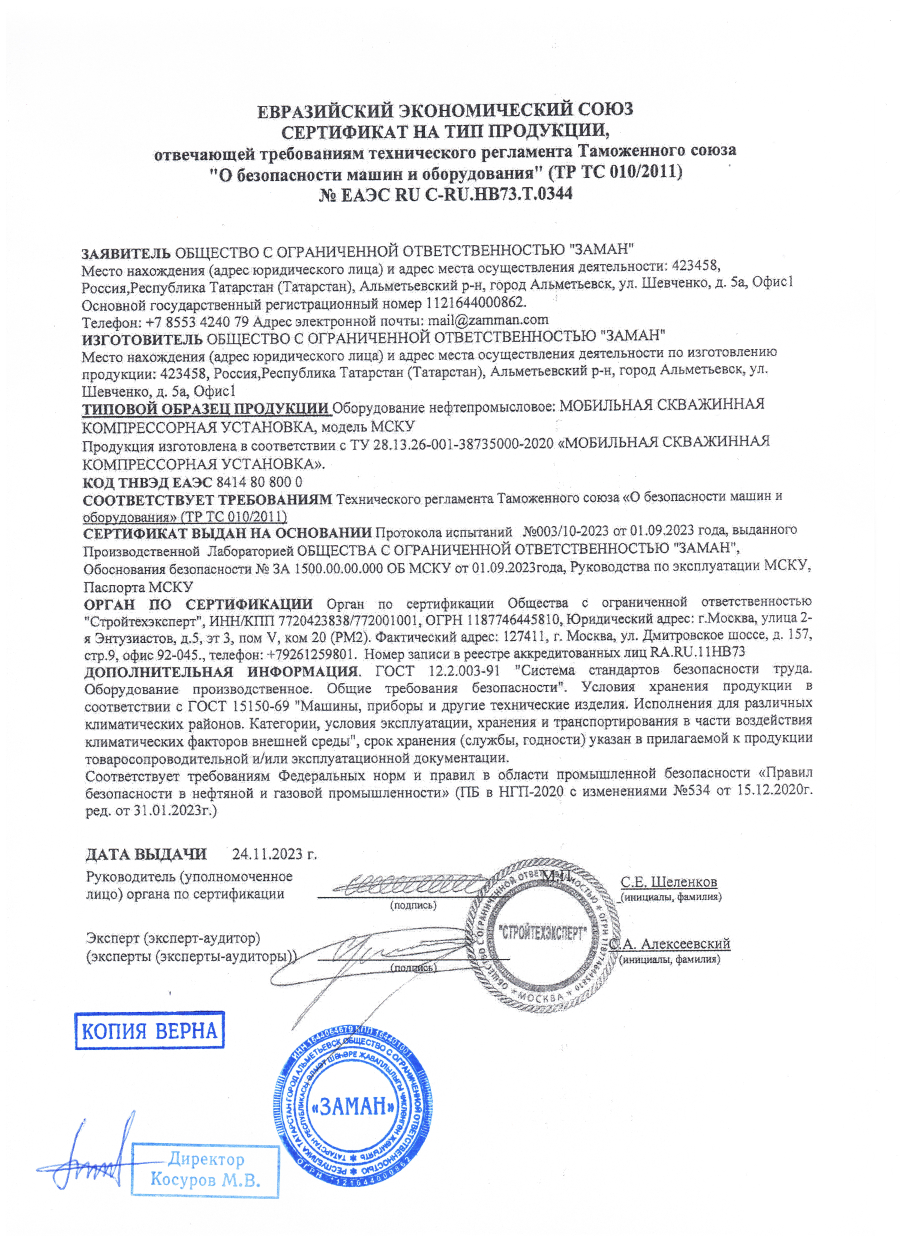 ЕВРАЗИЙСКИЙ ЭКОНОМИЧЕСКИЙ СОЮЗ
СЕРТИФИКАТ НА ТИП ПРОДУКЦИИ,
отвечающей требованиям технического регламента Таможенного союза
"О безопасности машин и оборудования" (ТР ТС 010/2011)
№ ЕАЭС RU С-RU.НВ73.Т.0344
ЗАЯВИТЕЛЬ ОБЩЕСТВО С ОГРАНИЧЕННОЙ ОТВЕТСТВЕННОСТЬЮ "ЗАМАН"
Место нахождения (адрес юридического лица) и адрес места осуществления деятельности: 423458,
Россия,Республика Татарстан (Татарстан), Альметьевский р-н, город Альметьевск, ул. Шевченко, д. 5а, Офис1
Основной государственный регистрационный номер 1121644000862.
Телефон: +7 8553 4240 79 Адрес электронной почты: mail@zamman.com
ИЗГОТОВИТЕЛЬ ОБЩЕСТВО С ОГРАНИЧЕННОЙ ОТВЕТСТВЕННОСТЬЮ "ЗАМАН"
Место нахождения (адрес юридического лица) и адрес места осуществления деятельности по изготовлению
продукции: 423458, Россия,Республика Татарстан (Татарстан), Альметьевский р-н, город Альметьевск, ул.
Шевченко, д. 5а, Офис1
ТИПОВОЙ ОБРАЗЕЦ ПРОДУКЦИИ Оборудование нефтепромысловое: МОБИЛЬНАЯ СКВАЖИННАЯ
КОМПРЕССОРНАЯ УСТАНОВКА, модель МСКУ
Продукция изготовлена в соответствии с ТУ 28.13.26-001-38735000-2020 «МОБИЛЬНАЯ СКВАЖИННАЯ
КОМПРЕССОРНАЯ УСТАНОВКА».
КОД ТНВЭД ЕАЭС 8414 80 800 0
СООТВЕТСТВУЕТ ТРЕБОВАНИЯМ Технического регламента Таможенного союза «О безопасности машин и
оборудования» (ТР ТС 010/2011)
СЕРТИФИКАТ ВЫДАН НА ОСНОВАНИИ Протокола испытаний №003/10-2023 от 01.09.2023 года, выданного
Производственной Лабораторией ОБЩЕСТВА С ОГРАНИЧЕННОЙ ОТВЕТСТВЕННОСТЬЮ "ЗАМАН",
Обоснования безопасности № ЗА 1500.00.00.000 ОБ МСКУ от 01.09.2023года, Руководства по эксплуатации МСКУ,
Паспорта МСКУ
ОРГАН ПО СЕРТИФИКАЦИИ Орган по сертификации Общества с ограниченной ответственностью
"Стройтехэксперт", ИНН/КПП 7720423838/772001001, ОГРН 1187746445810, Юридический адрес: г.Москва, улица 2-
я Энтузиастов, д.5, эт 3, пом V, ком 20 (РМ2). Фактический адрес: 127411, г. Москва, ул. Дмитровское шоссе, д. 157,
стр.9, офис 92-045., телефон: +79261259801. Номер записи в реестре аккредитованных лиц RA.RU.11НВ73
ДОПОЛНИТЕЛЬНАЯ ИНФОРМАЦИЯ. ГОСТ 12.2.003-91 "Система стандартов безопасности труда.
Оборудование производственное. Общие требования безопасности". Условия хранения продукции в
соответствии с ГОСТ 15150-69 "Машины, приборы и другие технические изделия. Исполнения для различных
климатических районов. Категории, условия эксплуатации, хранения и транспортирования в части воздействия
климатических факторов внешней среды", срок хранения (службы, годности) указан в прилагаемой к продукции
товаросопроводительной и/или эксплуатационной документации.
Соответствует требованиям Федеральных норм и правил в области промышленной безопасности «Правил
безопасности в нефтяной и газовой промышленности» (ПБ в НГП-2020 с изменениями №534 от 15.12.2020г.
ред. от 31.01.2023г.)
ДАТА ВЫДАЧИ 24.11.2023 г.
Руководитель (уполномоченное
лицо) органа по сертификации
(подпись)
М.П.
С.Е. Шеленков
(инициалы, фамилия)
ОБЩЕСТВО С ОГРАНИЧЕННОЙ ОТВЕТСТВЕННОСТЬЮ * ОГРН 1187746445810
"СТРОЙТЕХЭКСПЕРТ"
* МОСКВА *
Эксперт (эксперт-аудитор)
(эксперты (эксперты-аудиторы))
(подпись)
С.А. Алексеевский
(инициалы, фамилия)
КОПИЯ ВЕРНА
РЕСПУБЛИКА ТАТАРСТАН ГОРОД АЛЬМЕТЬЕВСК ОБЩЕСТВО С ОГРАНИЧЕННОЙ ОТВЕТСТВЕННОСТЬЮ
«ЗАМАН»
Директор
Косуров М.В.